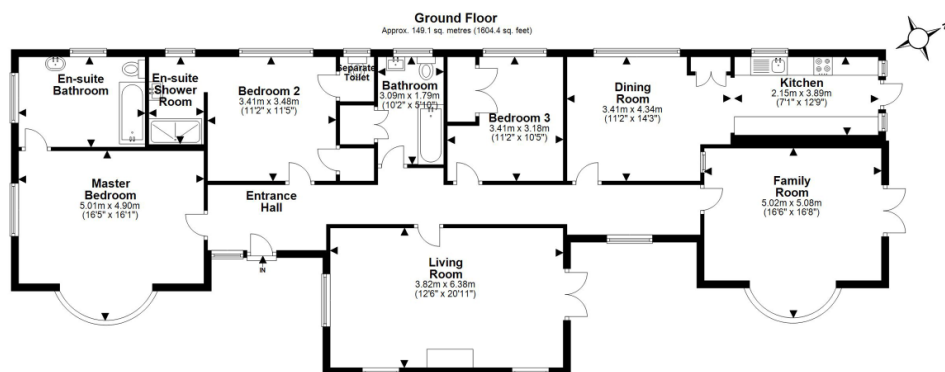 Ground Floor
Approx. 149.1 sq. metres (1604.4 sq. feet)
En-suite
Bathroom
En-suite
Shower
Room
Bedroom 2
3.41m x 3.48m
(11'2" x 11'5")
Separate
Toilet
Bathroom
3.09m x 1.79m
(10'2" x 5'10")
Bedroom 3
3.41m x 3.18m
(11'2" x 10'5")
Dining
Room
3.41m x 4.34m
(11'2" x 14'3")
Kitchen
2.15m x 3.89m
(7'1" x 12'9")
Master
Bedroom
5.01m x 4.90m
(16'5" x 16'1")
Entrance
Hall
IN
Living
Room
3.82m x 6.38m
(12'6" x 20'11")
Family
Room
5.02m x 5.08m
(16'6" x 16'8")